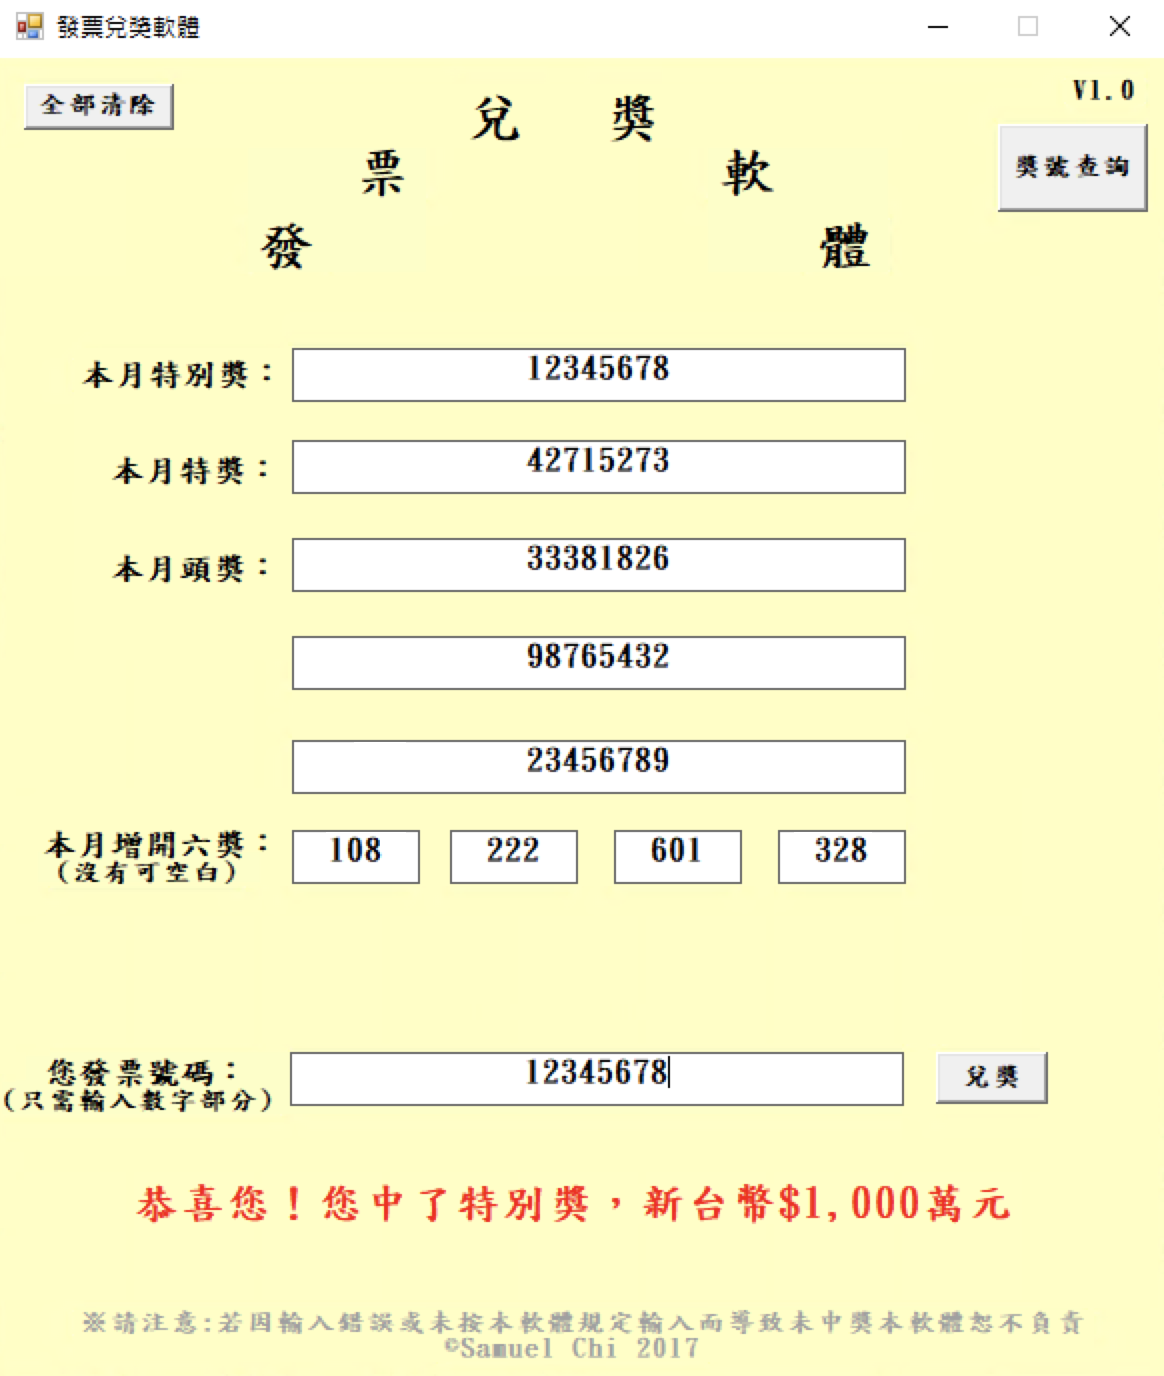 發票兌獎軟體
全部清除
V1.0
獎號查詢
發票兌獎軟體
本月特別獎：
12345678
本月特獎：
42715273
本月頭獎：
33381826
98765432
23456789
本月增開六獎：
(沒有可空白)
108 222 601 328
您發票號碼：
(只需輸入數字部分)
12345678
兌獎
恭喜您！您中了特別獎，新台幣$1,000萬元
※請注意:若因輸入錯誤或未按本軟體規定輸入而導致未中獎本軟體恕不負責
©Samuel Chi 2017